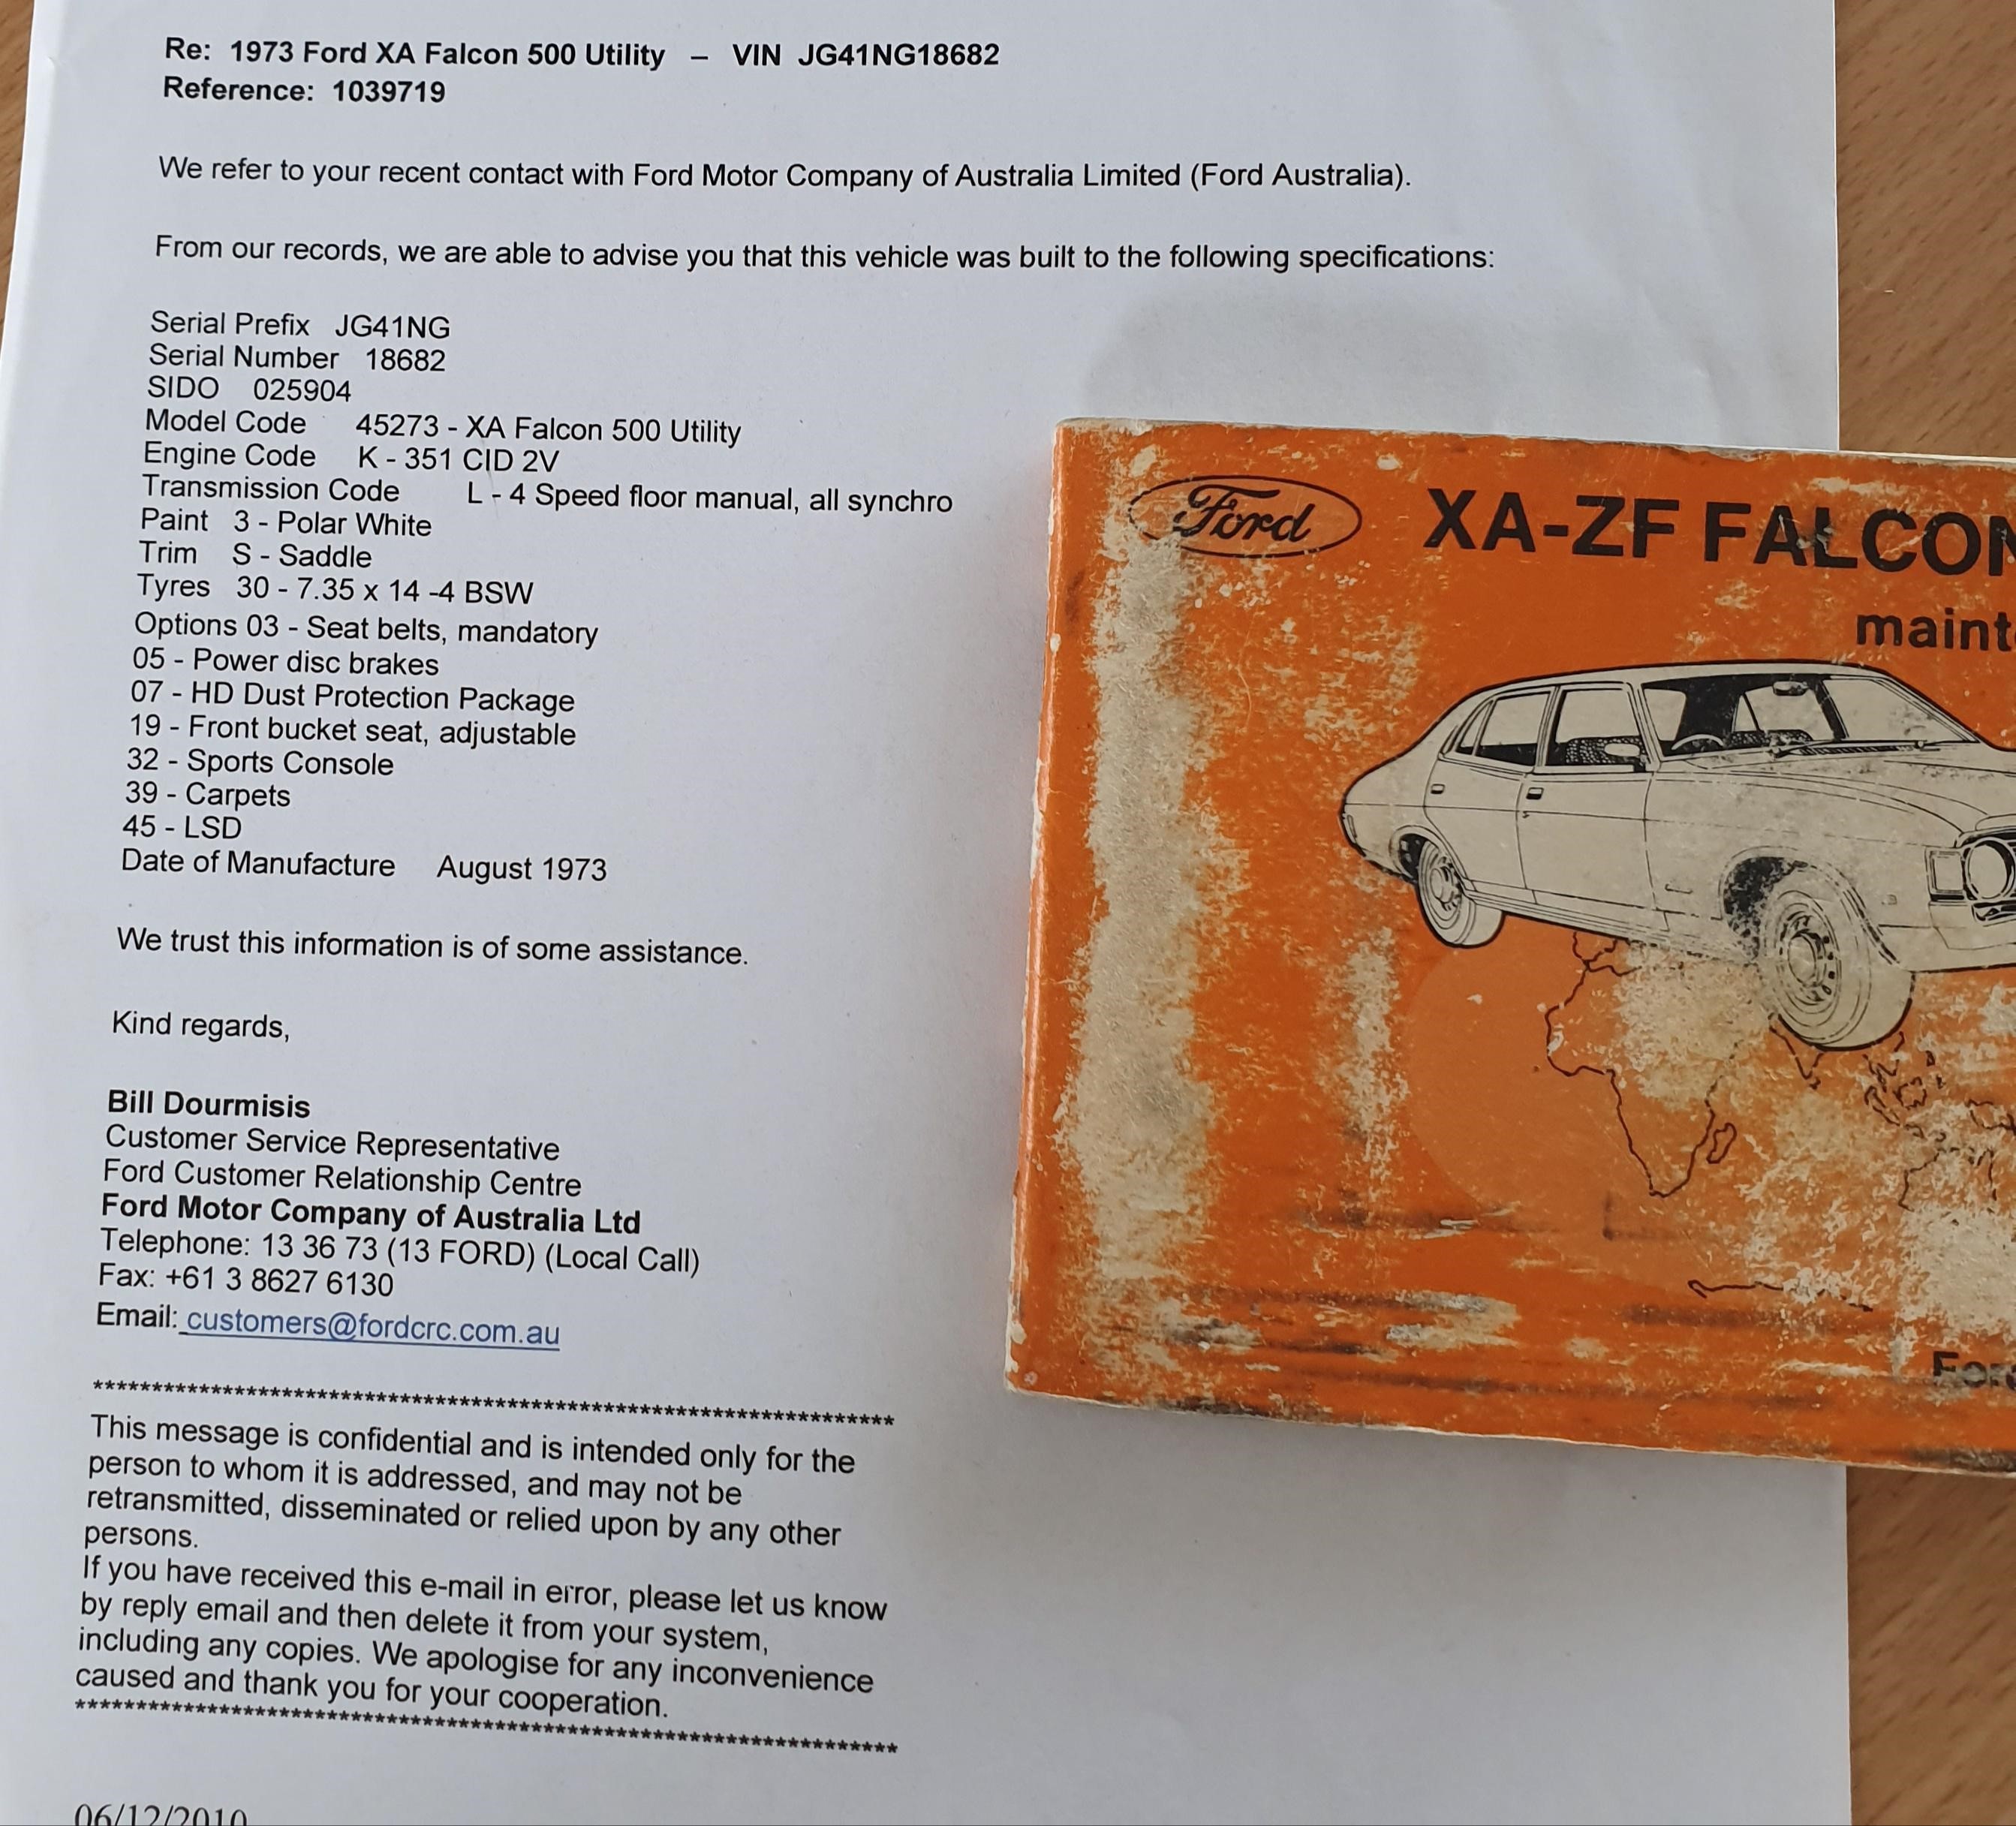 Re: 1973 Ford XA Falcon 500 Utility – VIN JG41NG18682
Reference: 1039719
We refer to your recent contact with Ford Motor Company of Australia Limited (Ford Australia).
From our records, we are able to advise you that this vehicle was built to the following specifications:
Serial Prefix JG41NG
Serial Number 18682
SIDO 025904
Model Code 45273 - XA Falcon 500 Utility
Engine Code K - 351 CID 2V
Transmission Code L - 4 Speed floor manual, all synchro
Paint 3 - Polar White
Trim S - Saddle
Tyres 30 - 7.35 x 14 -4 BSW
Options 03 - Seat belts, mandatory
05 - Power disc brakes
07 - HD Dust Protection Package
19 - Front bucket seat, adjustable
32 - Sports Console
39 - Carpets
45 - LSD
Date of Manufacture August 1973
We trust this information is of some assistance.
Kind regards,
Bill Dourmisis
Customer Service Representative
Ford Customer Relationship Centre
Ford Motor Company of Australia Ltd
Telephone: 13 36 73 (13 FORD) (Local Call)
Fax: +61 3 8627 6130
Email: customers@fordcrc.com.au
This message is confidential and is intended only for the
person to whom it is addressed, and may not be
retransmitted, disseminated or relied upon by any other
persons.
If you have received this e-mail in error, please let us know
by reply email and then delete it from your system,
including any copies. We apologise for any inconvenience
caused and thank you for your cooperation.
06/12/2010
Ford XA-ZF FALCON
maint
For